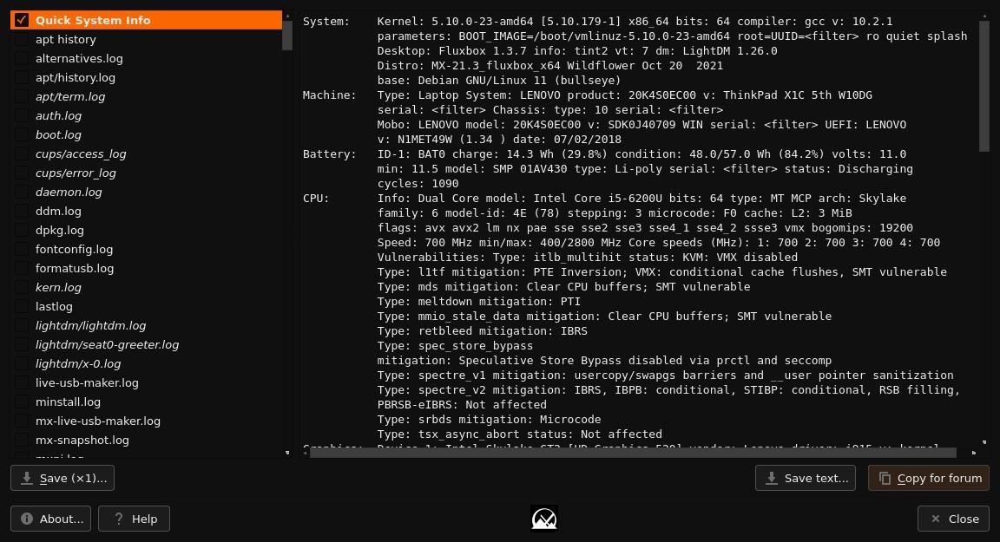 Quick System Info
apt history
alternatives.log
apt/history.log
apt/term.log
auth.log
boot.log
cups/access_log
cups/error_log
daemon.log
ddm.log
dpkg.log
fontconfig.log
formatusb.log
kern.log
lastlog
lightdm/lightdm.log
lightdm/seat0-greeter.log
lightdm/x-0.log
live-usb-maker.log
minstall.log
mx-live-usb-maker.log
mx-snapshot.log
System: Kernel: 5.10.0-23-amd64 [5.10.179-1] x86_64 bits: 64 compiler: gcc v: 10.2.1
parameters: BOOT_IMAGE=/boot/vmlinuz-5.10.0-23-amd64 root=UUID=<filter> ro quiet splash
Desktop: Fluxbox 1.3.7 info: tint2 vt: 7 dm: LightDM 1.26.0
Distro: MX-21.3_fluxbox_x64 Wildflower Oct 20  2021
base: Debian GNU/Linux 11 (bullseye)
Machine: Type: Laptop System: LENOVO product: 20K4S0EC00 v: ThinkPad X1C 5th W10DG
serial: <filter> Chassis: type: 10 serial: <filter>
Mobo: LENOVO model: 20K4S0EC00 v: SDK0J40709 WIN serial: <filter> UEFI: LENOVO
v: N1MET49W (1.34 ) date: 07/02/2018
Battery: ID-1: BAT0 charge: 14.3 Wh (29.8%) condition: 48.0/57.0 Wh (84.2%) volts: 11.0
min: 11.5 model: SMP 01AV430 type: Li-poly serial: <filter> status: Discharging
cycles: 1090
CPU: Info: Dual Core model: Intel Core i5-6200U bits: 64 type: MT MCP arch: Skylake
family: 6 model-id: 4E (78) stepping: 3 microcode: F0 cache: L2: 3 MiB
flags: avx avx2 lm nx pae sse sse2 sse3 sse4_1 sse4_2 ssse3 vmx bogomips: 19200
Speed: 700 MHz min/max: 400/2800 MHz Core speeds (MHz): 1: 700 2: 700 3: 700 4: 700
Vulnerabilities: Type: itlb_multihit status: KVM: VMX disabled
Type: l1tf mitigation: PTE Inversion; VMX: conditional cache flushes, SMT vulnerable
Type: mds mitigation: Clear CPU buffers; SMT vulnerable
Type: meltdown mitigation: PTI
Type: mmio_stale_data mitigation: Clear CPU buffers; SMT vulnerable
Type: retbleed mitigation: IBRS
Type: spec_store_bypass
mitigation: Speculative Store Bypass disabled via prctl and seccomp
Type: spectre_v1 mitigation: usercopy/swapgs barriers and __user pointer sanitization
Type: spectre_v2 mitigation: IBRS, IBPB: conditional, STIBP: conditional, RSB filling,
PBRSB-eIBRS: Not affected
Type: srbds mitigation: Microcode
Type: tsx_async_abort status: Not affected
Save (×1)...
Save text...
Copy for forum
About...
Help
Close